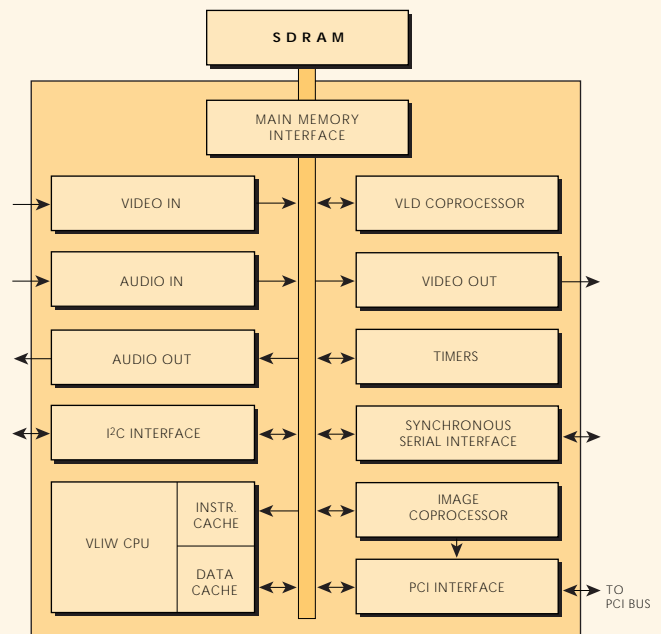 SDRAM
MAIN MEMORY
INTERFACE
VIDEO IN
VLD COPROCESSOR
AUDIO IN
VIDEO OUT
AUDIO OUT
TIMERS
I²C INTERFACE
SYNCHRONOUS
SERIAL INTERFACE
VLIW CPU
INSTR.
CACHE
DATA
CACHE
IMAGE
COPROCESSOR
PCI INTERFACE
TO
PCI BUS